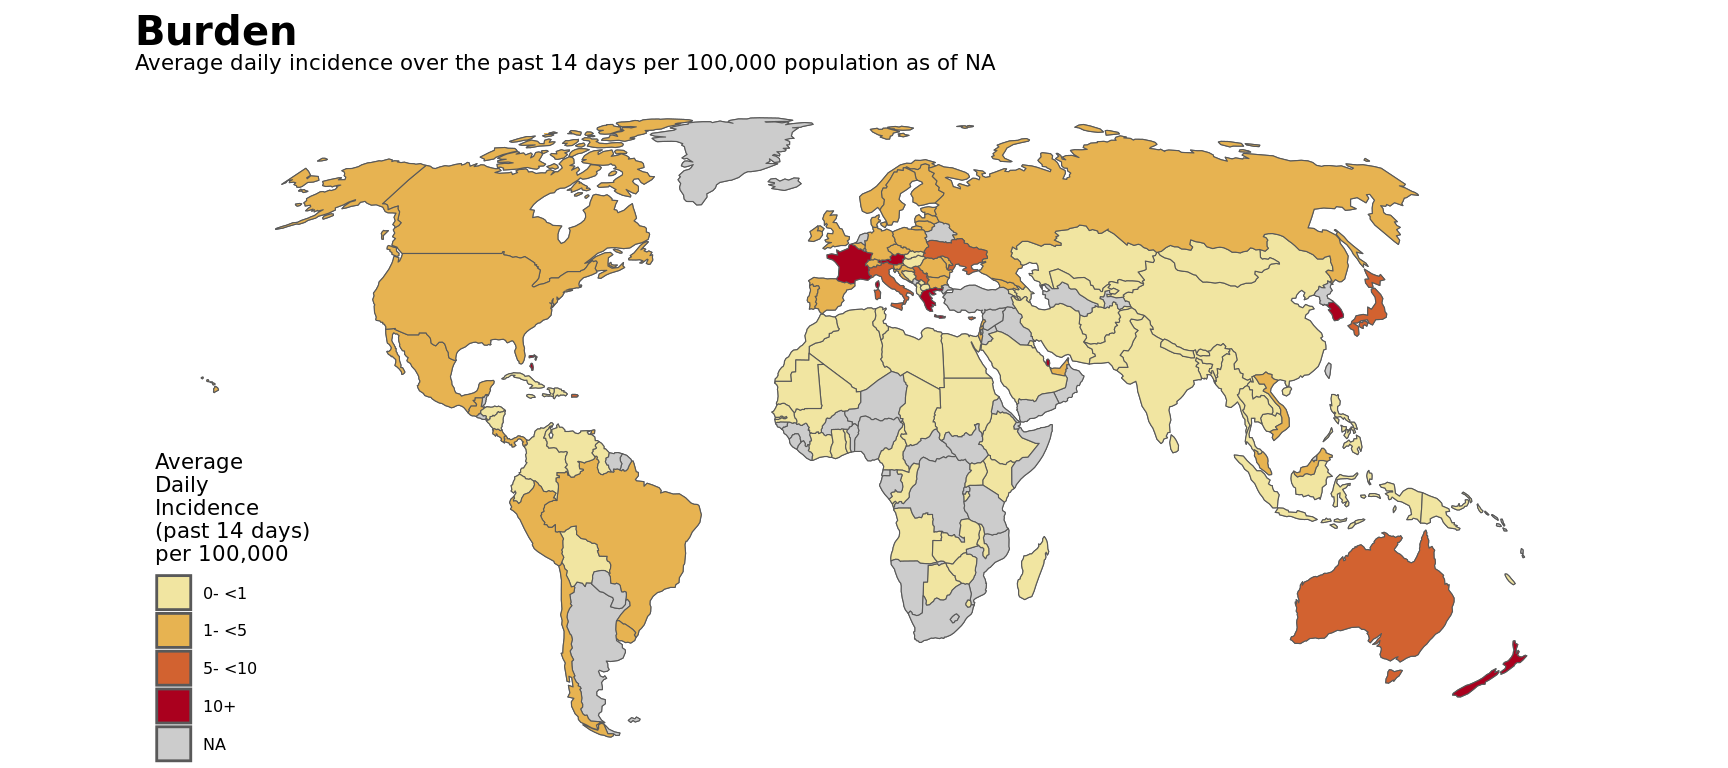 Burden
Average daily incidence over the past 14 days per 100,000 population as of NA
Average
Daily
Incidence
(past 14 days)
per 100,000
0- <1
1- <5
5- <10
10+
NA